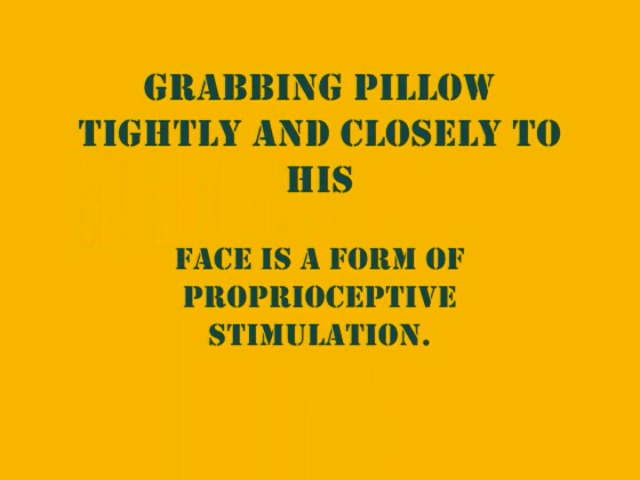 GRABBING PILLOW
TIGHTLY AND CLOSELY TO
HIS
FACE IS A FORM OF
PROPRIOCEPTIVE
STIMULATION.